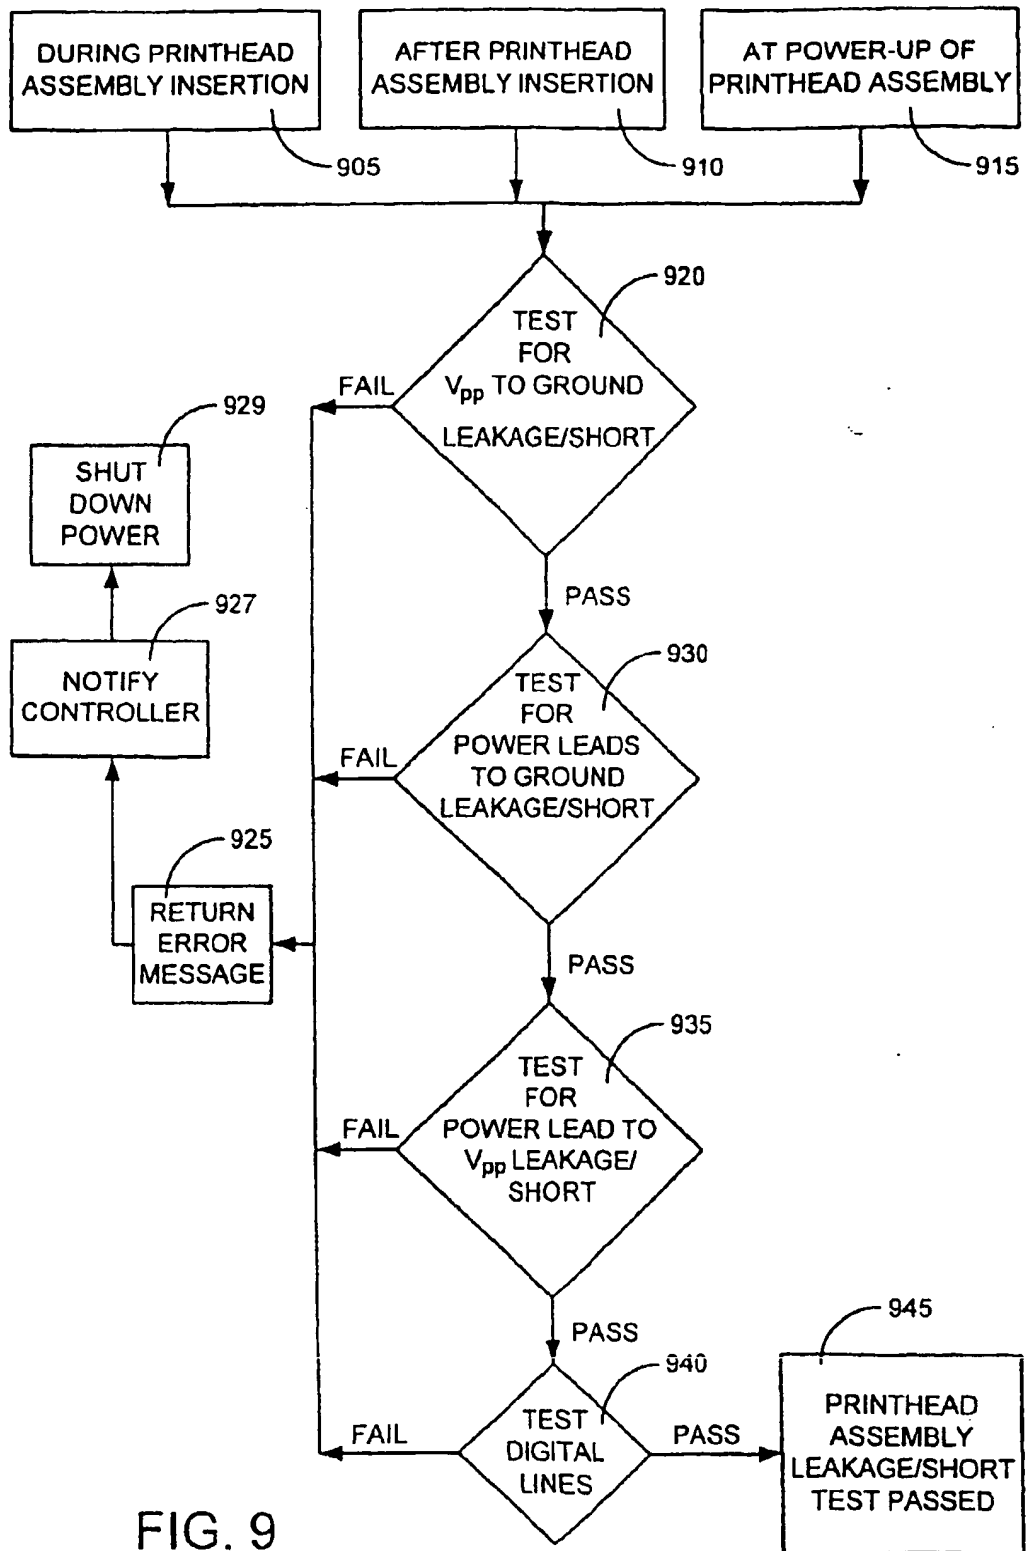 DURING PRINTHEAD
ASSEMBLY INSERTION
905
AFTER PRINTHEAD
ASSEMBLY INSERTION
910
AT POWER-UP OF
PRINTHEAD ASSEMBLY
915
920
TEST
FOR
Vpp TO GROUND
LEAKAGE/SHORT
FAIL
PASS
929
SHUT
DOWN
POWER
927
NOTIFY
CONTROLLER
925
RETURN
ERROR
MESSAGE
930
TEST
FOR
POWER LEADS
TO GROUND
LEAKAGE/SHORT
FAIL
PASS
935
TEST
FOR
POWER LEAD TO
Vpp LEAKAGE/
SHORT
FAIL
PASS
940
TEST
DIGITAL
LINES
FAIL
PASS
945
PRINTHEAD
ASSEMBLY
LEAKAGE/SHORT
TEST PASSED
FIG. 9